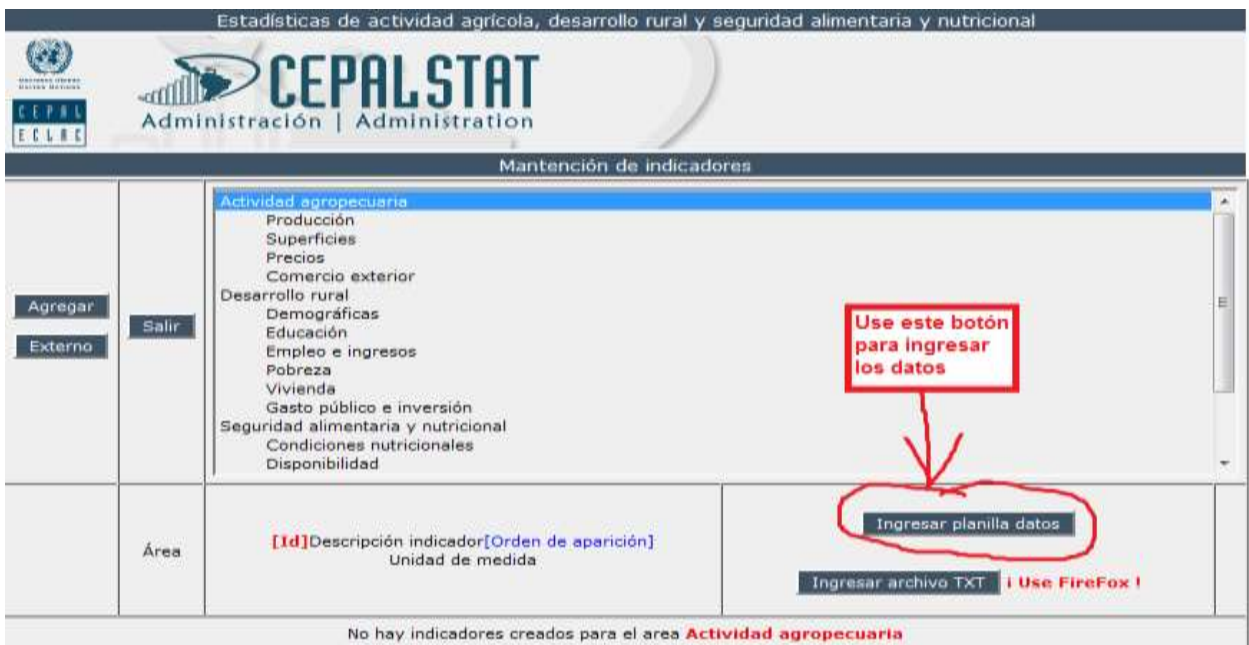 Estadísticas de actividad agrícola, desarrollo rural y seguridad alimentaria y nutricional
CEPAL
ECLAC
CEPALSTAT
Administración | Administration
Mantención de indicadores
Agregar
Externo
Salir
Actividad agropecuaria
Producción
Superficies
Precios
Comercio exterior
Desarrollo rural
Demográficas
Educación
Empleo e ingresos
Pobreza
Vivienda
Gasto público e inversión
Seguridad alimentaria y nutricional
Condiciones nutricionales
Disponibilidad
Use este botón
para ingresar
los datos
Área
[Id]Descripción indicador[Orden de aparición]
Unidad de medida
Ingresar planilla datos
Ingresar archivo TXT ¡ Use FireFox !
No hay indicadores creados para el area Actividad agropecuaria